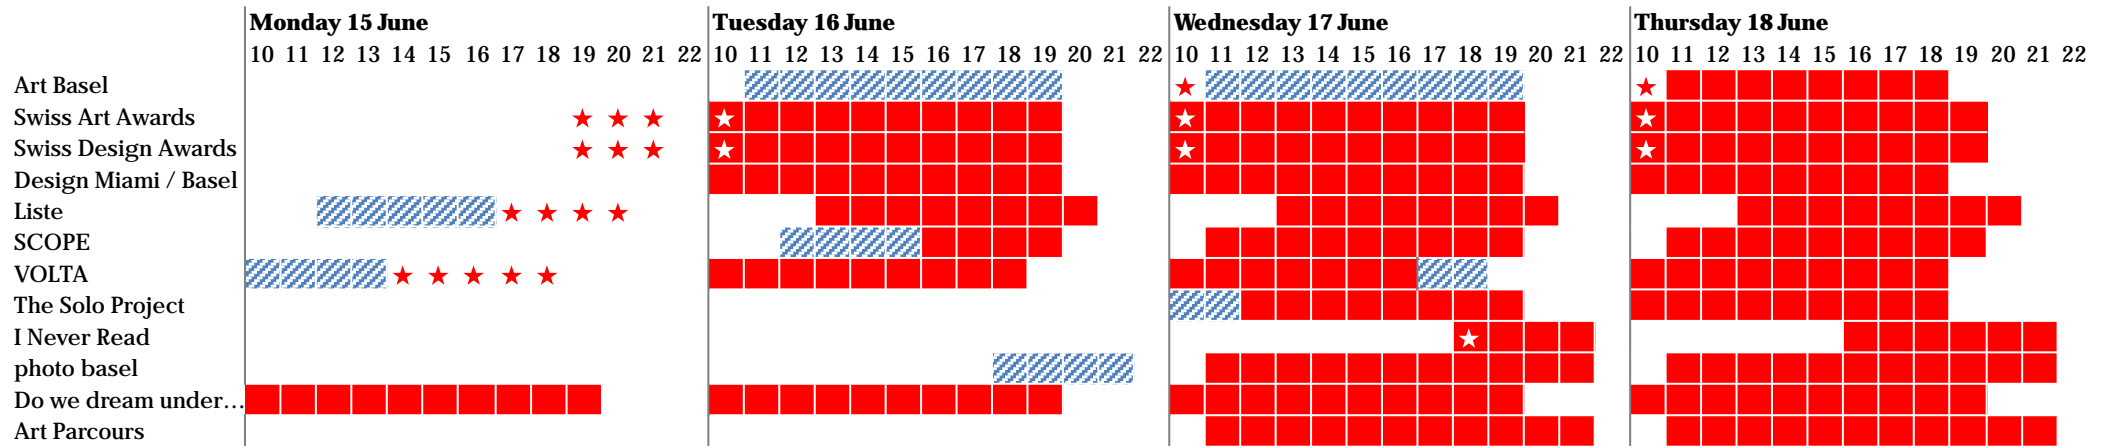 Monday 15 June Tuesday 16 June Wednesday 17 June Thursday 18 June
10 11 12 13 14 15 16 17 18 19 20 21 22 10 11 12 13 14 15 16 17 18 19 20 21 22 10 11 12 13 14 15 16 17 18 19 20 21 22 10 11 12 13 14 15 16 17 18 19 20 21 22
Art Basel
Swiss Art Awards
Swiss Design Awards
Design Miami / Basel
Liste
SCOPE
VOLTA
The Solo Project
I Never Read
photo basel
Do we dream under…
Art Parcours